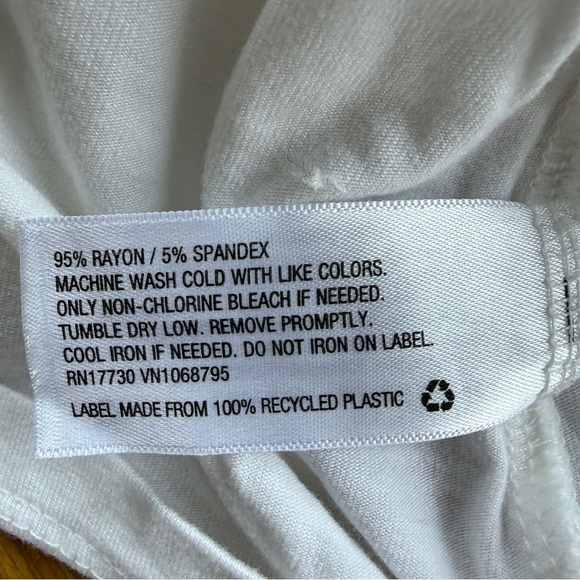 95% RAYON / 5% SPANDEX
MACHINE WASH COLD WITH LIKE COLORS.
ONLY NON-CHLORINE BLEACH IF NEEDED.
TUMBLE DRY LOW. REMOVE PROMPTLY.
COOL IRON IF NEEDED. DO NOT IRON ON LABEL.
RN17730 VN1068795
LABEL MADE FROM 100% RECYCLED PLASTIC